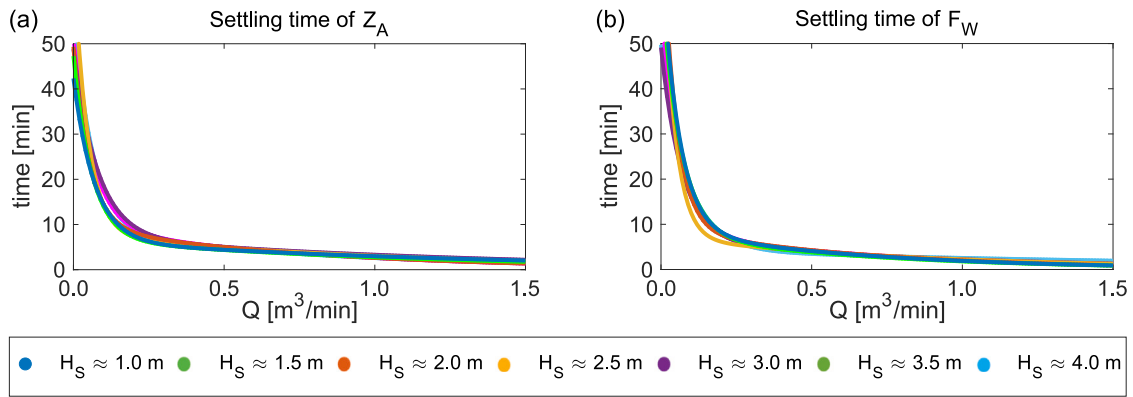 (a) Settling time of Z_A
50
40
30
20
10
0
time [min]
0.0 0.5 1.0 1.5
Q [m³/min]
(b) Settling time of F_W
50
40
30
20
10
0
time [min]
0.0 0.5 1.0 1.5
Q [m³/min]
H_S ≈ 1.0 m H_S ≈ 1.5 m H_S ≈ 2.0 m H_S ≈ 2.5 m H_S ≈ 3.0 m H_S ≈ 3.5 m H_S ≈ 4.0 m